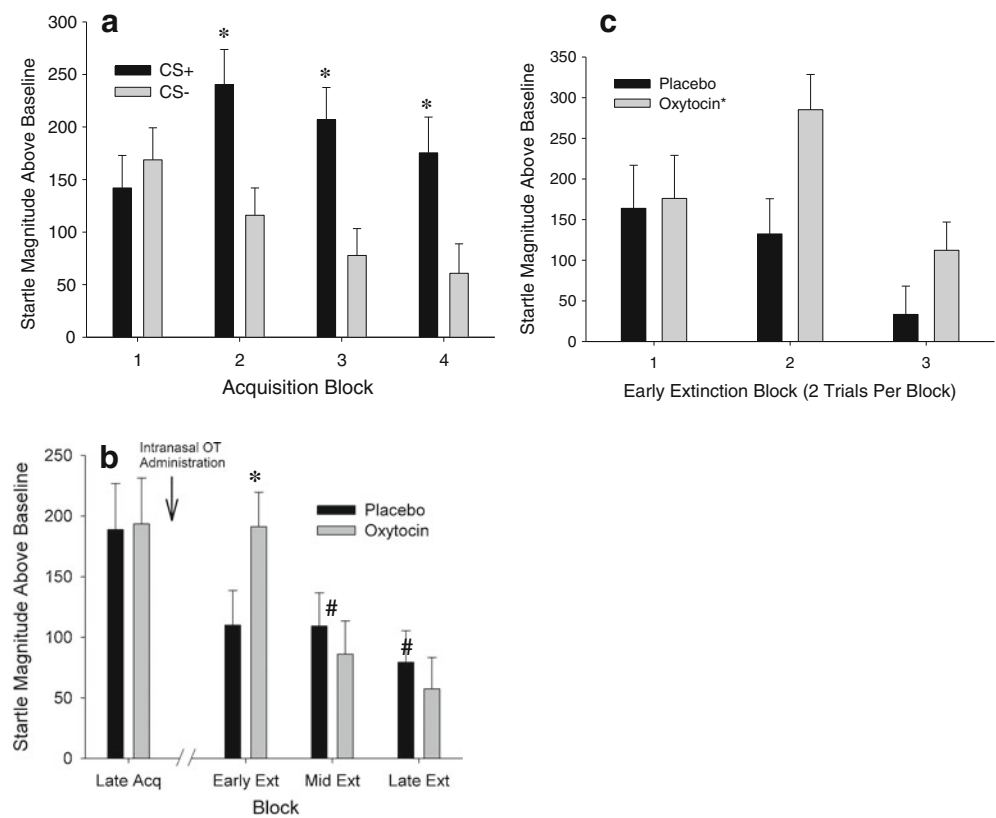 a
300
250
200
150
100
50
0
Startle Magnitude Above Baseline
CS+
CS-
*
*
*
1 2 3 4
Acquisition Block
c
350
300
250
200
150
100
50
0
Startle Magnitude Above Baseline
Placebo
Oxytocin*
1 2 3
Early Extinction Block (2 Trials Per Block)
b
250
200
150
100
50
0
Startle Magnitude Above Baseline
Intranasal OT
Administration
*
Placebo
Oxytocin
#
#
Late Acq Early Ext Mid Ext Late Ext
Block